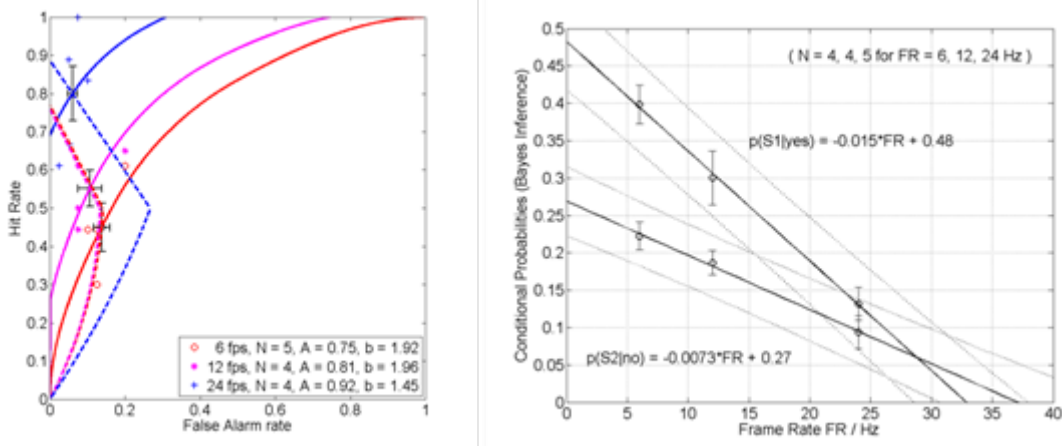 1
0.9
0.8
0.7
0.6
0.5
0.4
0.3
0.2
0.1
0
Hit Rate
6 fps, N = 5, A = 0.75, b = 1.92
12 fps, N = 4, A = 0.81, b = 1.96
24 fps, N = 4, A = 0.92, b = 1.45
0 0.2 0.4 0.6 0.8 1
False Alarm rate
0.5
0.45
0.4
0.35
0.3
0.25
0.2
0.15
0.1
0.05
0
Conditional Probabilities (Bayes Inference)
( N = 4, 4, 5 for FR = 6, 12, 24 Hz )
p(S1|yes) = -0.015*FR + 0.48
p(S2|no) = -0.0073*FR + 0.27
0 5 10 15 20 25 30 35 40
Frame Rate FR / Hz